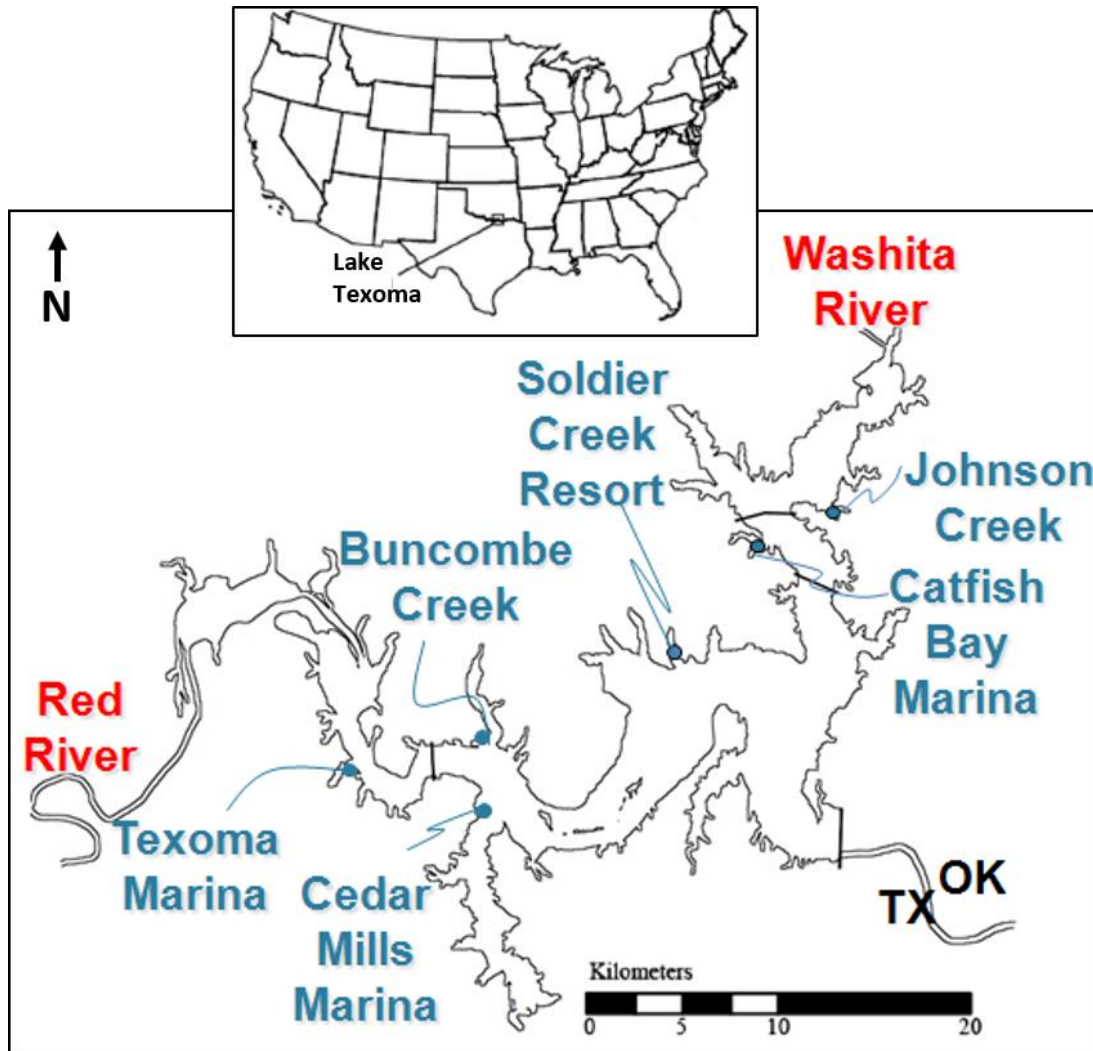 Lake
Texoma
N
Washita
River
Soldier
Creek
Resort
Johnson
Creek
Buncombe
Creek
Catfish
Bay
Marina
Red
River
Texoma
Marina
Cedar
Mills
Marina
OK
TX
Kilometers
0 5 10 20